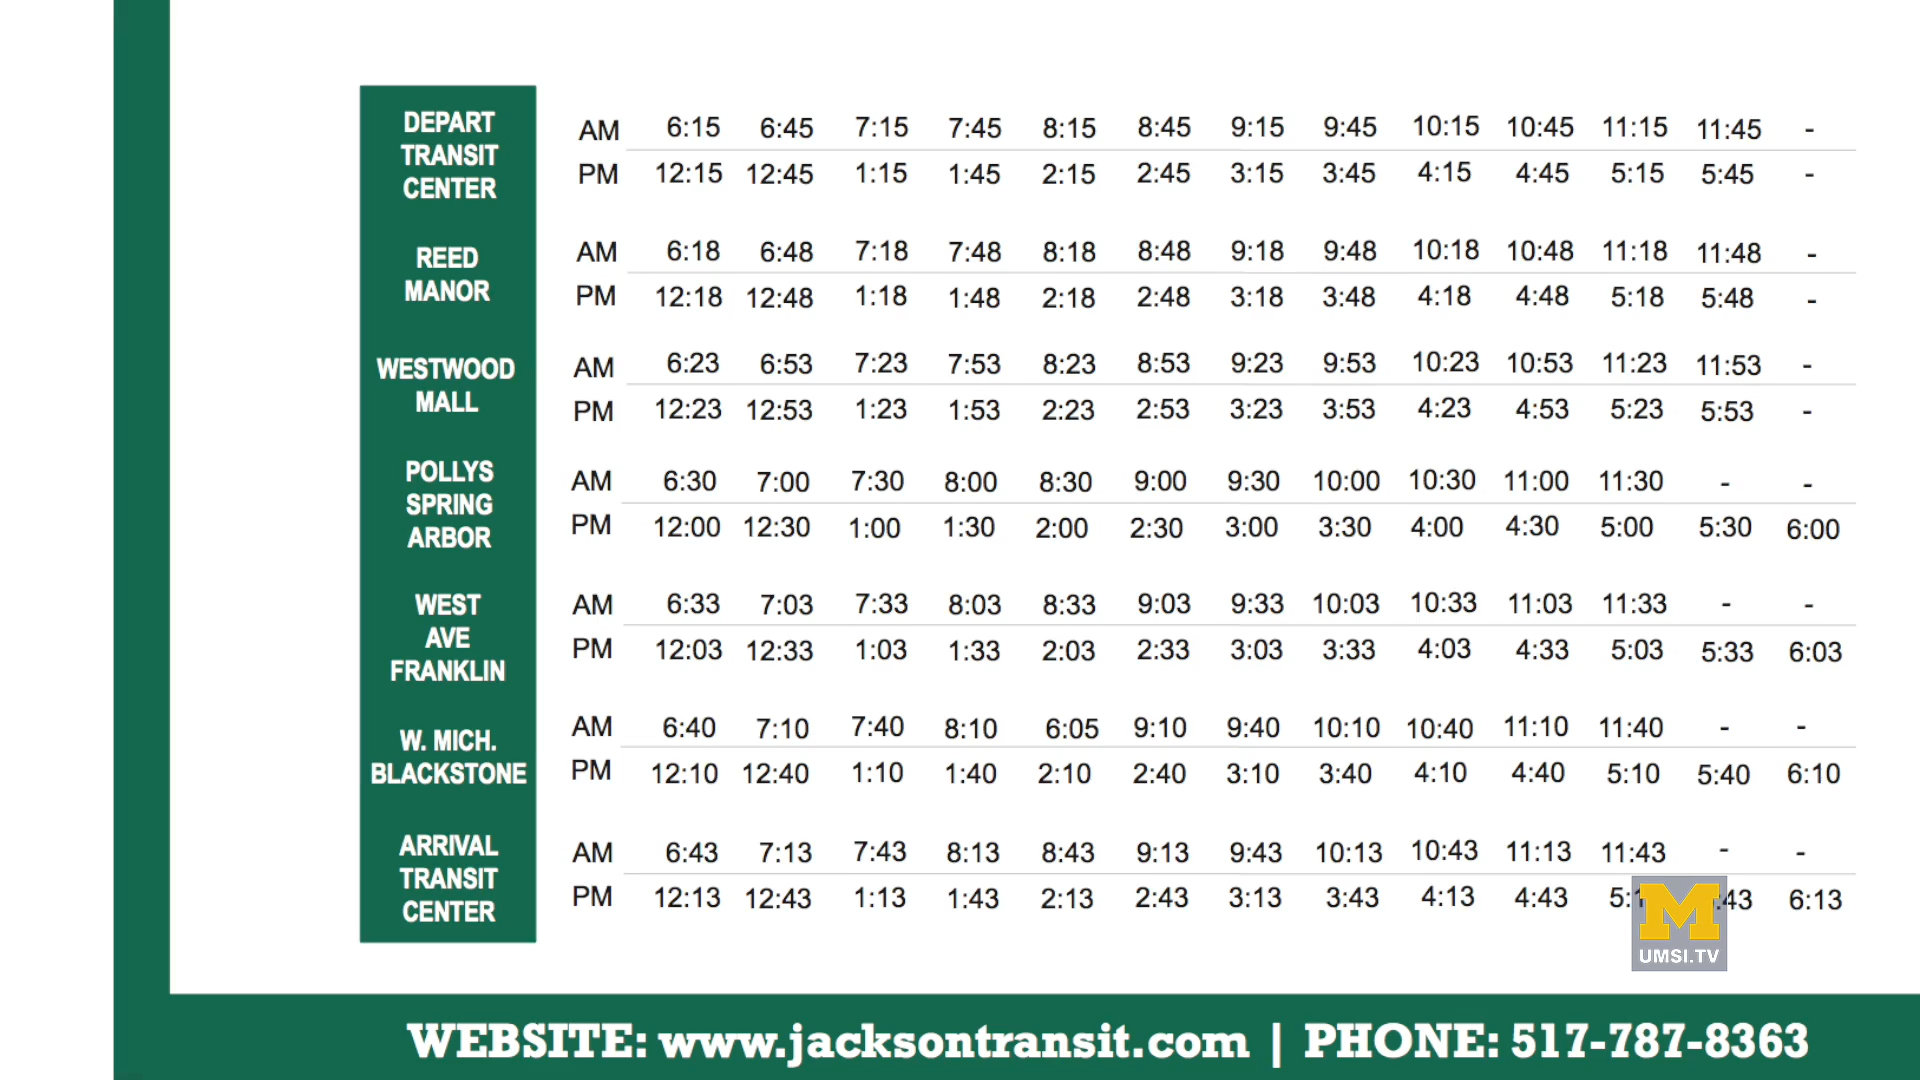 DEPART
TRANSIT
CENTER
AM 6:15 6:45 7:15 7:45 8:15 8:45 9:15 9:45 10:15 10:45 11:15 11:45 -
PM 12:15 12:45 1:15 1:45 2:15 2:45 3:15 3:45 4:15 4:45 5:15 5:45 -
REED
MANOR
AM 6:18 6:48 7:18 7:48 8:18 8:48 9:18 9:48 10:18 10:48 11:18 11:48 -
PM 12:18 12:48 1:18 1:48 2:18 2:48 3:18 3:48 4:18 4:48 5:18 5:48 -
WESTWOOD
MALL
AM 6:23 6:53 7:23 7:53 8:23 8:53 9:23 9:53 10:23 10:53 11:23 11:53 -
PM 12:23 12:53 1:23 1:53 2:23 2:53 3:23 3:53 4:23 4:53 5:23 5:53 -
POLLYS
SPRING
ARBOR
AM 6:30 7:00 7:30 8:00 8:30 9:00 9:30 10:00 10:30 11:00 11:30 - -
PM 12:00 12:30 1:00 1:30 2:00 2:30 3:00 3:30 4:00 4:30 5:00 5:30 6:00
WEST
AVE
FRANKLIN
AM 6:33 7:03 7:33 8:03 8:33 9:03 9:33 10:03 10:33 11:03 11:33 - -
PM 12:03 12:33 1:03 1:33 2:03 2:33 3:03 3:33 4:03 4:33 5:03 5:33 6:03
W. MICH.
BLACKSTONE
AM 6:40 7:10 7:40 8:10 6:05 9:10 9:40 10:10 10:40 11:10 11:40 - -
PM 12:10 12:40 1:10 1:40 2:10 2:40 3:10 3:40 4:10 4:40 5:10 5:40 6:10
ARRIVAL
TRANSIT
CENTER
AM 6:43 7:13 7:43 8:13 8:43 9:13 9:43 10:13 10:43 11:13 11:43 - -
PM 12:13 12:43 1:13 1:43 2:13 2:43 3:13 3:43 4:13 4:43 6:13
M
UMSI.TV
WEBSITE: www.jacksontransit.com | PHONE: 517-787-8363